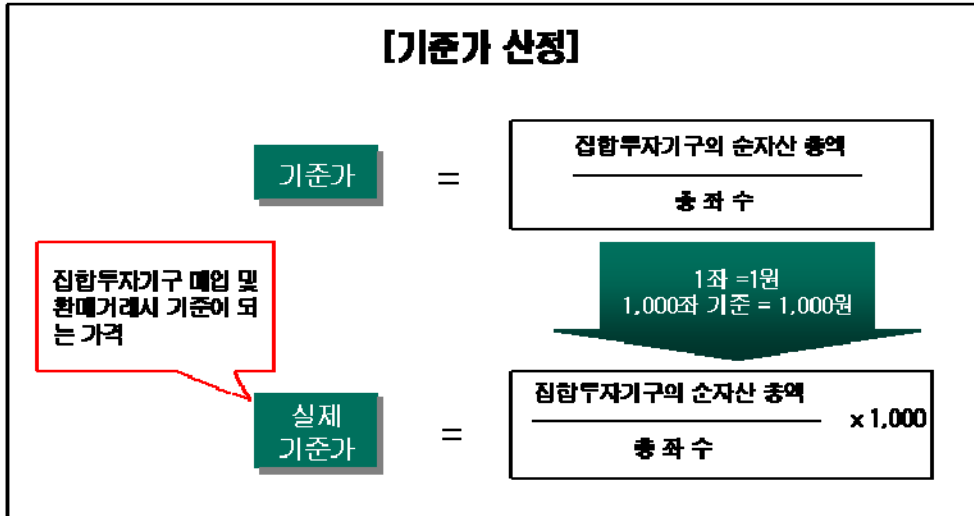 [기준가 산정]
기준가
=
집합투자기구의 순자산 총액
총 좌 수
집합투자기구 매입 및
환매거래시 기준이 되
는 가격
1좌 =1원
1,000좌 기준 = 1,000원
실제
기준가
=
집합투자기구의 순자산 총액
총 좌 수
x 1,000